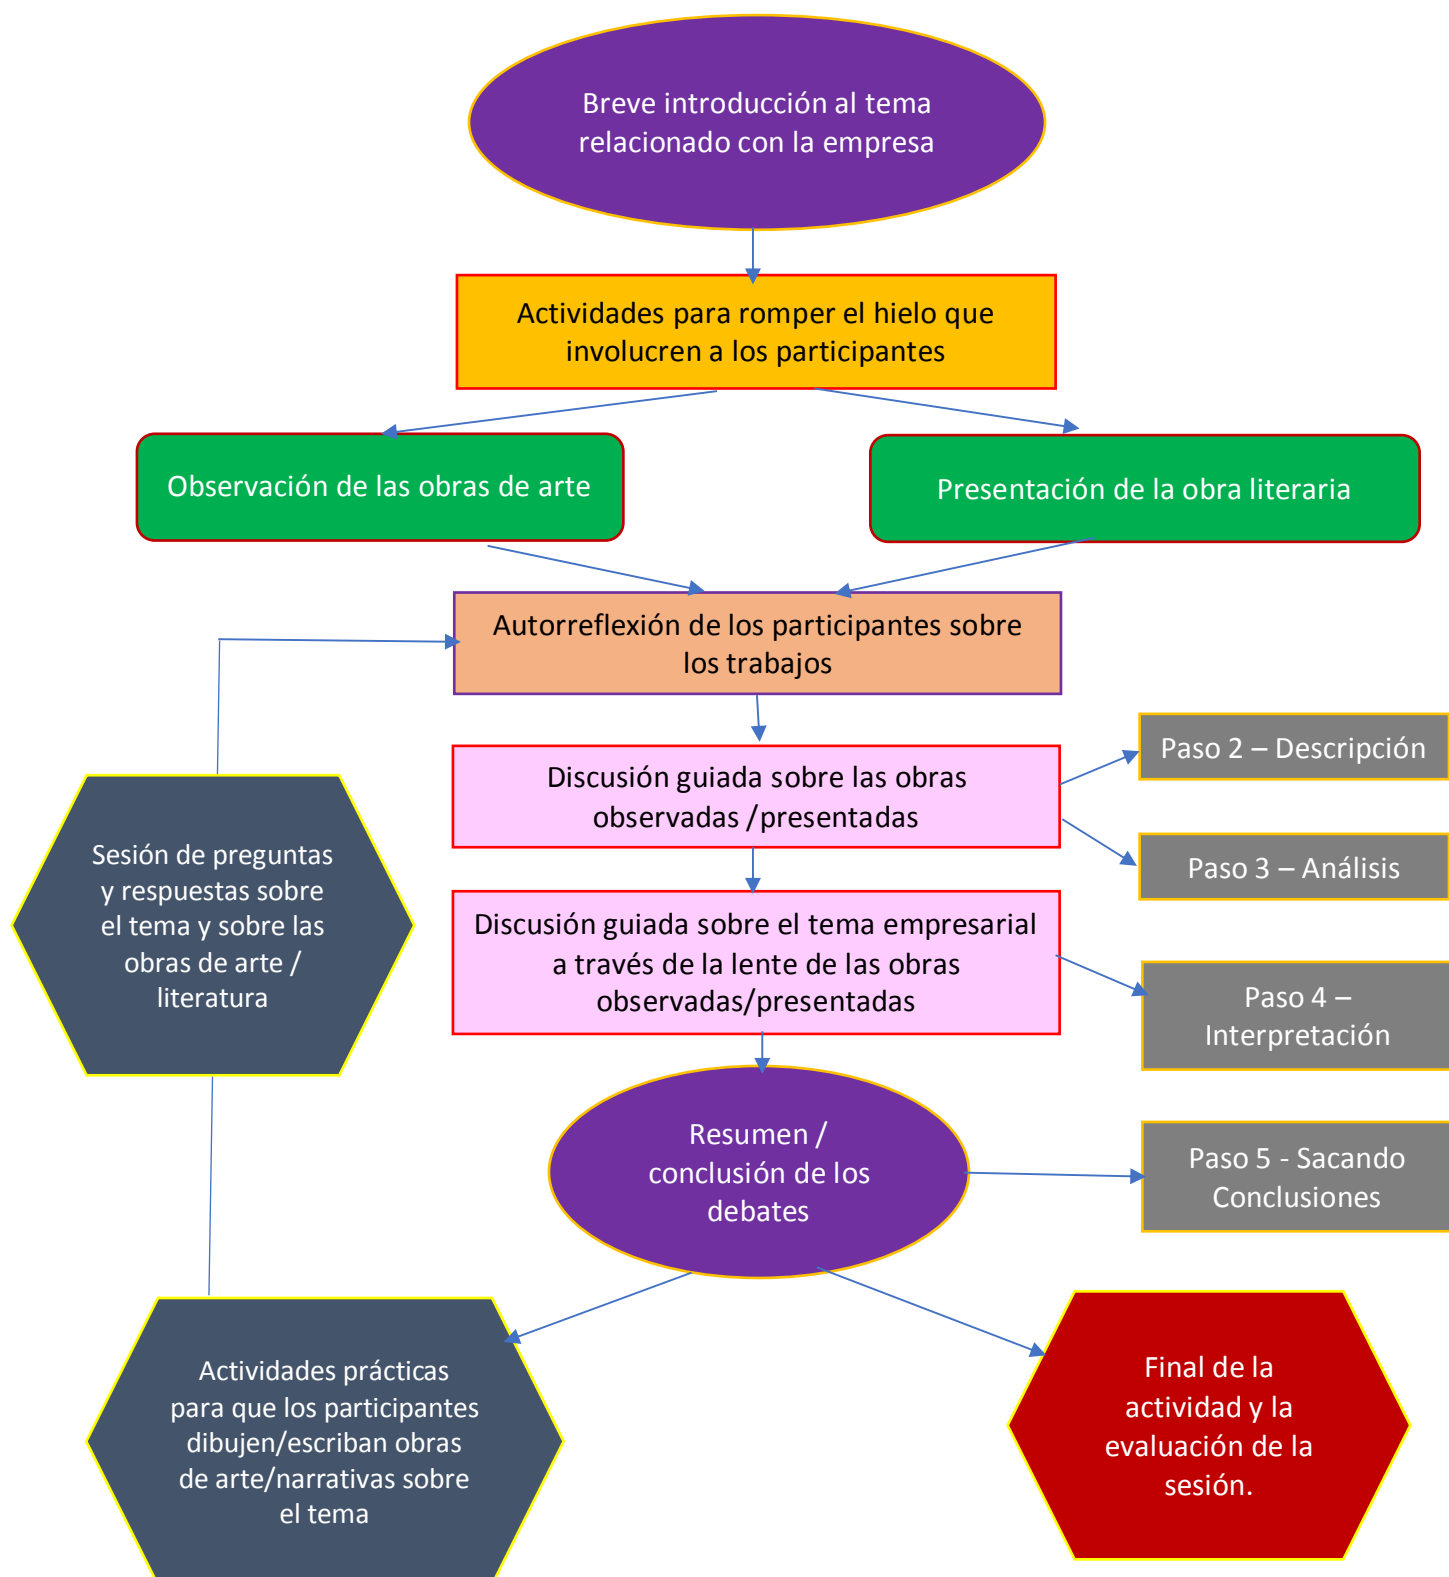 Breve introducción al tema
relacionado con la empresa
Actividades para romper el hielo que
involucren a los participantes
Observación de las obras de arte
Presentación de la obra literaria
Autorreflexión de los participantes sobre
los trabajos
Discusión guiada sobre las obras
observadas /presentadas
Paso 2 – Descripción
Paso 3 – Análisis
Sesión de preguntas
y respuestas sobre
el tema y sobre las
obras de arte /
literatura
Discusión guiada sobre el tema empresarial
a través de la lente de las obras
observadas/presentadas
Paso 4 –
Interpretación
Resumen /
conclusión de los
debates
Paso 5 - Sacando
Conclusiones
Actividades prácticas
para que los participantes
dibujen/escriban obras
de arte/narrativas sobre
el tema
Final de la
actividad y la
evaluación de la
sesión.